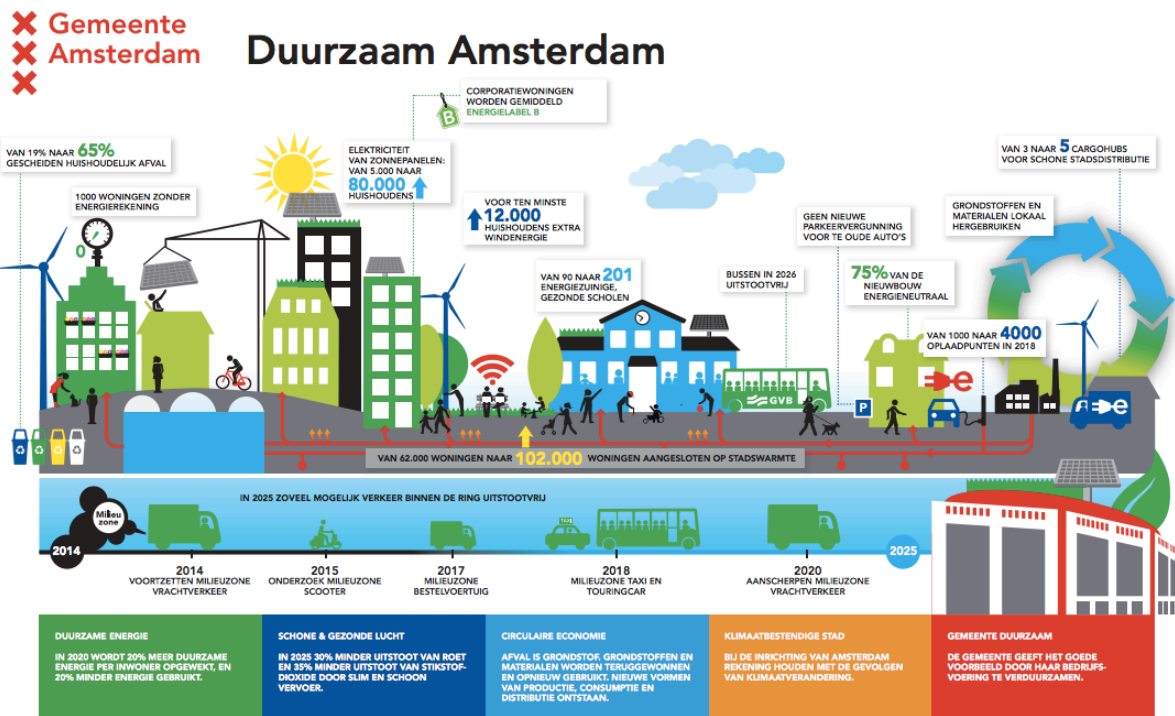 Gemeente
Amsterdam
Duurzaam Amsterdam
CORPORATIEWONINGEN
WORDEN GEMIDDELD
ENERGIELABEL B
B
VAN 19% NAAR 65%
GESCHEIDEN HUISHOUDELIJK AFVAL
1000 WONINGEN ZONDER
ENERGIEREKENING
0
ELEKTRICITEIT
VAN ZONNEPANELEN:
VAN 5.000 NAAR
80.000
HUISHOUDENS
VOOR TEN MINSTE
12.000
HUISHOUDENS EXTRA
WINDENERGIE
VAN 90 NAAR 201
ENERGIEZUINIGE,
GEZONDE SCHOLEN
BUSSEN IN 2026
UITSTOOTVRIJ
GEEN NIEUWE
PARKEERVERGUNNING
VOOR TE OUDE AUTO'S
75% VAN DE
NIEUWBOUW
ENERGIENEUTRAAL
VAN 3 NAAR 5 CARGOHUBS
VOOR SCHONE STADSDISTRIBUTIE
GRONDSTOFFEN EN
MATERIALEN LOKAAL
HERGEBRUIKEN
VAN 1000 NAAR 4000
OPLAADPUNTEN IN 2018
GVB
P
e
e
VAN 62.000 WONINGEN NAAR 102.000 WONINGEN AANGESLOTEN OP STADSWARMTE
IN 2025 ZOVEEL MOGELIJK VERKEER BINNEN DE RING UITSTOOTVRIJ
Milieu
zone
TAXI
2014
2025
2014
VOORTZETTEN MILIEUZONE
VRACHTVERKEER
2015
ONDERZOEK MILIEUZONE
SCOOTER
2017
MILIEUZONE
BESTELVOERTUIG
2018
MILIEUZONE TAXI EN
TOURINGCAR
2020
AANSCHERPEN MILIEUZONE
VRACHTVERKEER
DUURZAME ENERGIE
IN 2020 WORDT 20% MEER DUURZAME
ENERGIE PER INWONER OPGEWEKT, EN
20% MINDER ENERGIE GEBRUIKT.
SCHONE & GEZONDE LUCHT
IN 2025 30% MINDER UITSTOOT VAN ROET
EN 35% MINDER UITSTOOT VAN STIKSTOF-
DIOXIDE DOOR SLIM EN SCHOON
VERVOER.
CIRCULAIRE ECONOMIE
AFVAL IS GRONDSTOF. GRONDSTOFFEN EN
MATERIALEN WORDEN TERUGGEWONNEN
EN OPNIEUW GEBRUIKT. NIEUWE VORMEN
VAN PRODUCTIE, CONSUMPTIE EN
DISTRIBUTIE ONTSTAAN.
KLIMAATBESTENDIGE STAD
BIJ DE INRICHTING VAN AMSTERDAM
REKENING HOUDEN MET DE GEVOLGEN
VAN KLIMAATVERANDERING.
GEMEENTE DUURZAAM
DE GEMEENTE GEEFT HET GOEDE
VOORBEELD DOOR HAAR BEDRIJFS-
VOERING TE VERDUURZAMEN.